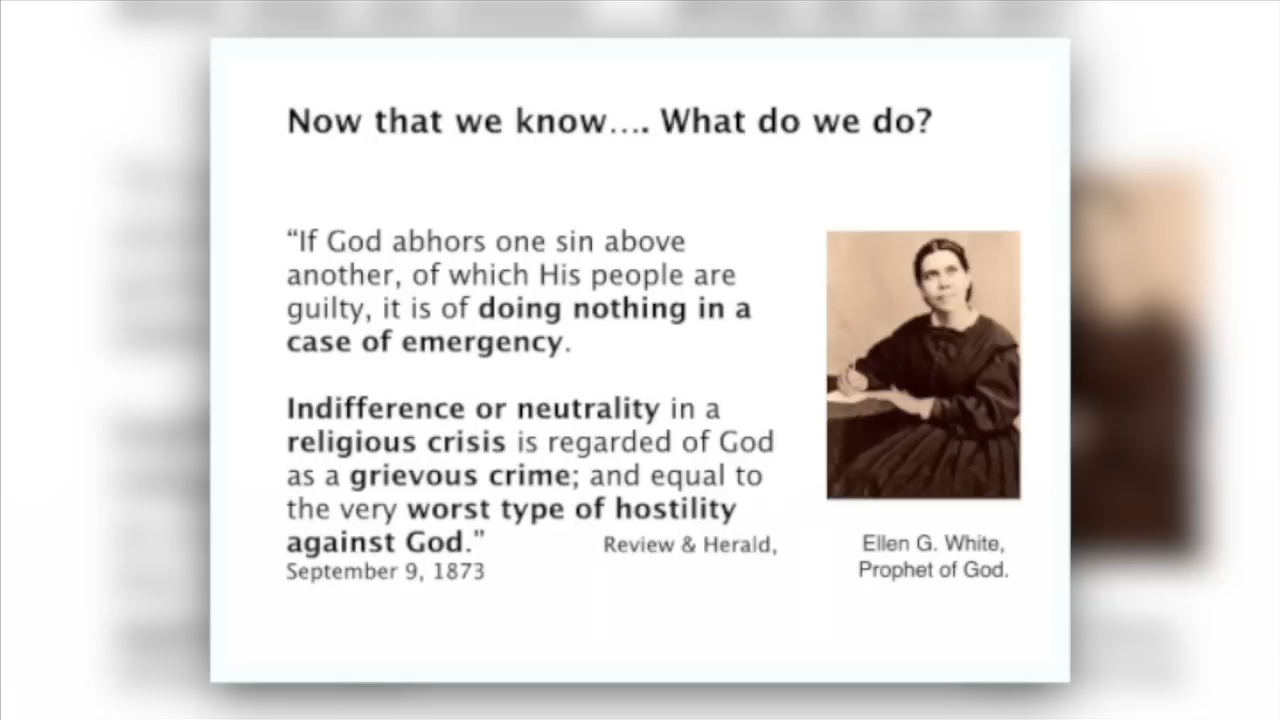 Now that we know.... What do we do?
“If God abhors one sin above
another, of which His people are
guilty, it is of doing nothing in a
case of emergency.
Indifference or neutrality in a
religious crisis is regarded of God
as a grievous crime; and equal to
the very worst type of hostility
against God.” Review & Herald,
September 9, 1873
Ellen G. White,
Prophet of God.